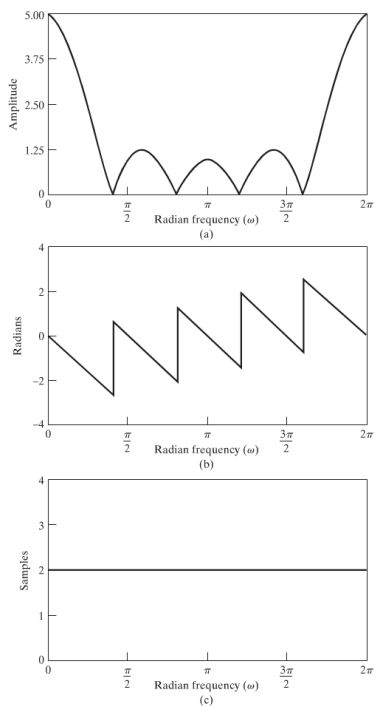 5.00
3.75
2.50
1.25
0
Amplitude
0 π/2 π 3π/2 2π
Radian frequency (ω)
(a)
4
2
0
−2
−4
Radians
0 π/2 π 3π/2 2π
Radian frequency (ω)
(b)
4
3
2
1
0
Samples
0 π/2 π 3π/2 2π
Radian frequency (ω)
(c)